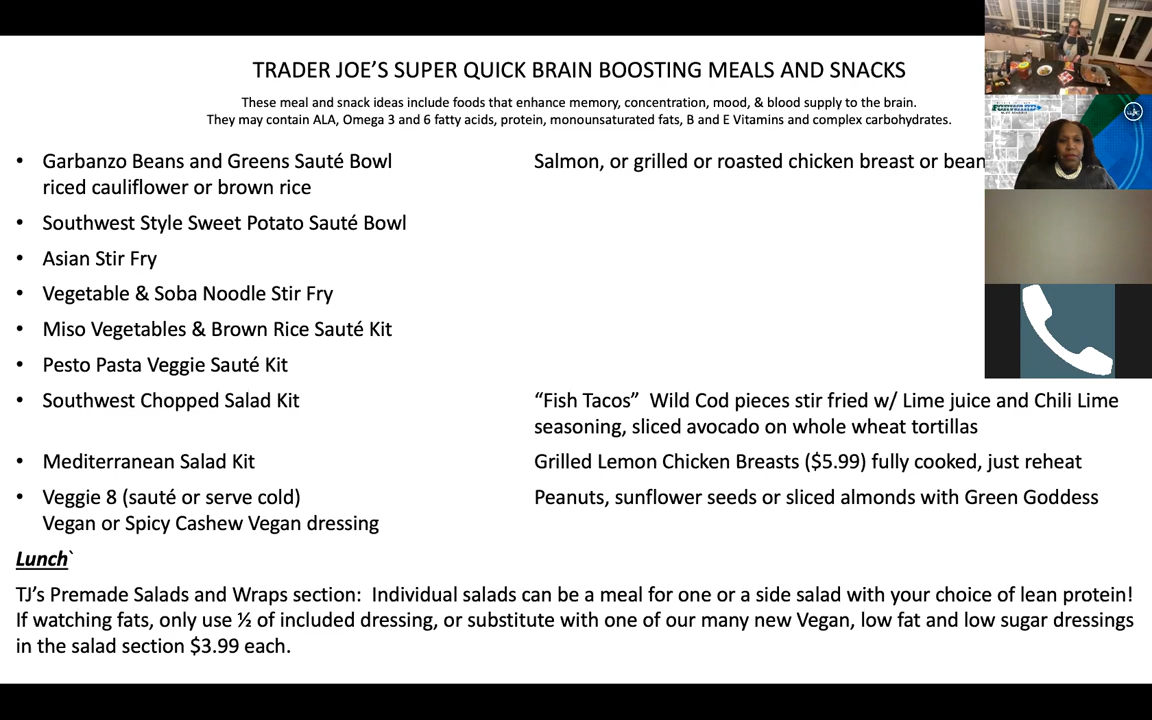 TRADER JOE’S SUPER QUICK BRAIN BOOSTING MEALS AND SNACKS
These meal and snack ideas include foods that enhance memory, concentration, mood, & blood supply to the brain.
They may contain ALA, Omega 3 and 6 fatty acids, protein, monounsaturated fats, B and E Vitamins and complex carbohydrates.
• Garbanzo Beans and Greens Sauté Bowl Salmon, or grilled or roasted chicken breast or bean
riced cauliflower or brown rice
• Southwest Style Sweet Potato Sauté Bowl
• Asian Stir Fry
• Vegetable & Soba Noodle Stir Fry
• Miso Vegetables & Brown Rice Sauté Kit
• Pesto Pasta Veggie Sauté Kit
• Southwest Chopped Salad Kit “Fish Tacos” Wild Cod pieces stir fried w/ Lime juice and Chili Lime
seasoning, sliced avocado on whole wheat tortillas
• Mediterranean Salad Kit Grilled Lemon Chicken Breasts ($5.99) fully cooked, just reheat
• Veggie 8 (sauté or serve cold) Peanuts, sunflower seeds or sliced almonds with Green Goddess
Vegan or Spicy Cashew Vegan dressing
Lunch`
TJ’s Premade Salads and Wraps section: Individual salads can be a meal for one or a side salad with your choice of lean protein!
If watching fats, only use ½ of included dressing, or substitute with one of our many new Vegan, low fat and low sugar dressings
in the salad section $3.99 each.
FORWARD